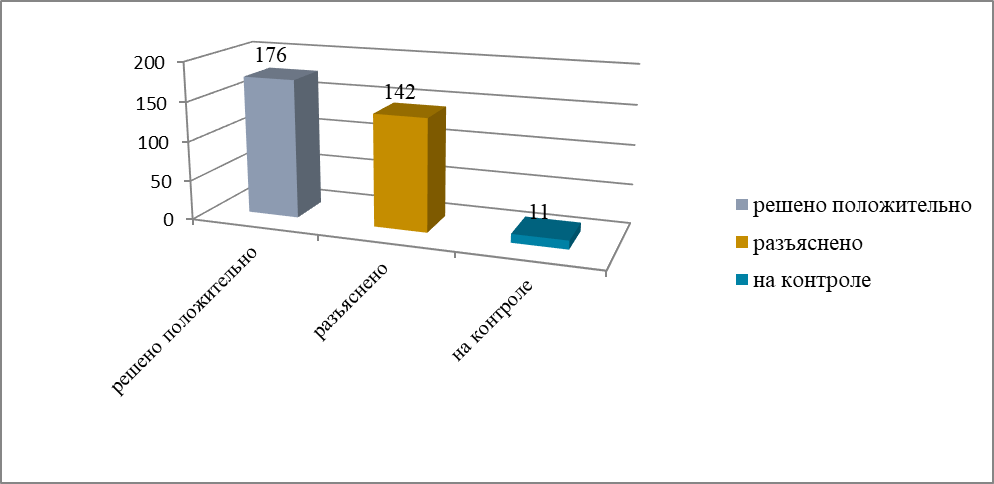 200
150
100
50
0
176
142
11
решено положительно
разъяснено
на контроле
решено положительно
разъяснено
на контроле